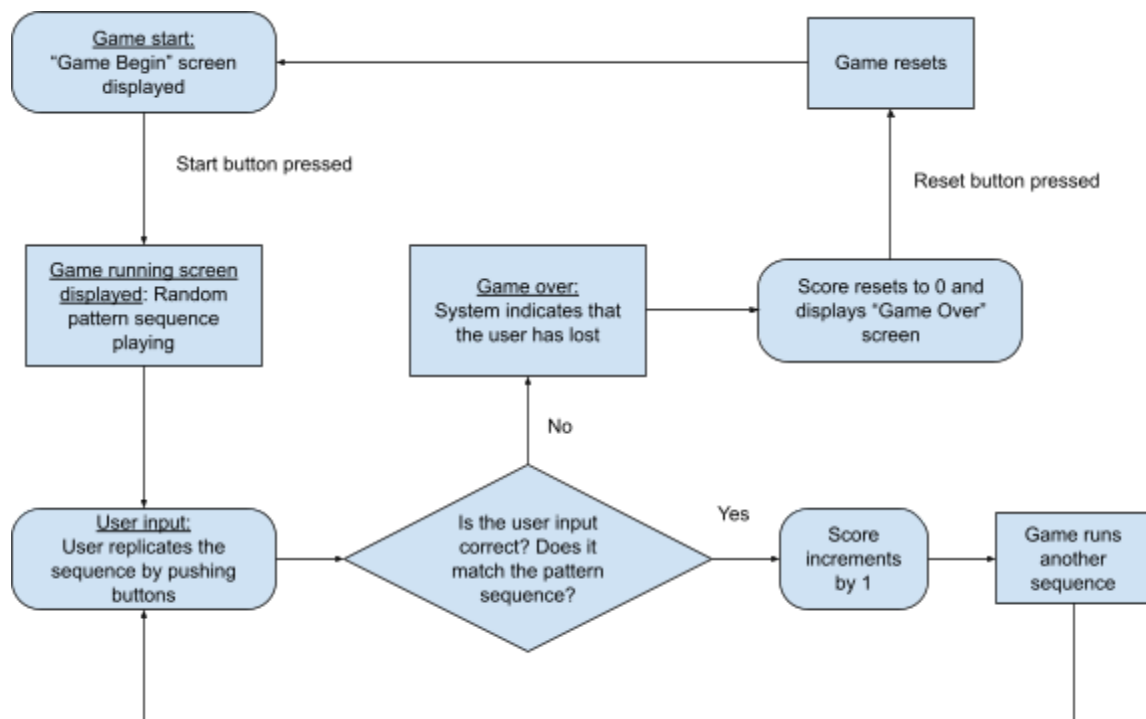 Game start:
“Game Begin” screen
displayed
Game resets
Start button pressed
Reset button pressed
Game running screen
displayed: Random
pattern sequence
playing
Game over:
System indicates that
the user has lost
Score resets to 0 and
displays “Game Over”
screen
No
User input:
User replicates the
sequence by pushing
buttons
Is the user input
correct? Does it
match the pattern
sequence?
Yes
Score
increments
by 1
Game runs
another
sequence